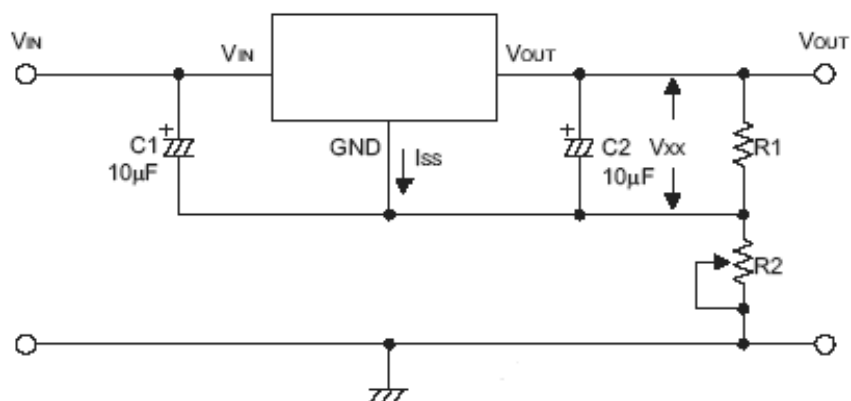 VIN
VIN
VOUT
VOUT
+
C1
10μF
GND
ISS
+
C2
10μF
VXX
R1
R2